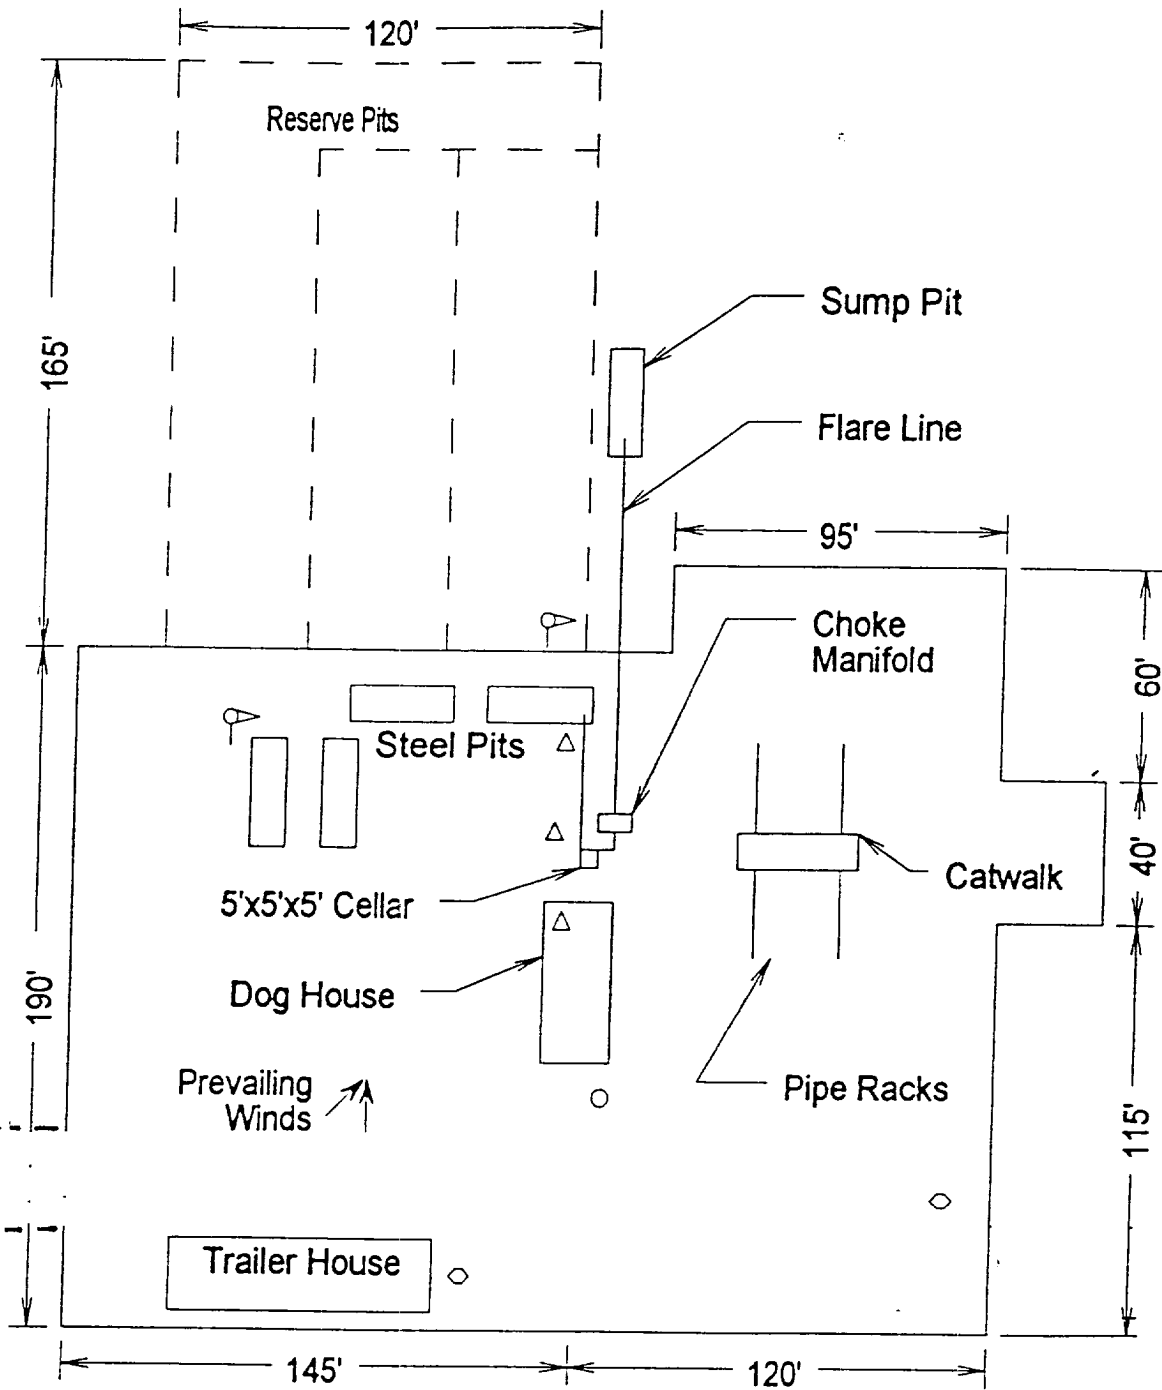 120'
Reserve Pits
165'
Sump Pit
Flare Line
95'
Choke
Manifold
60'
Steel Pits
40'
Catwalk
5'x5'x5' Cellar
190'
Dog House
Prevailing
Winds
Pipe Racks
115'
Trailer House
145'
120'